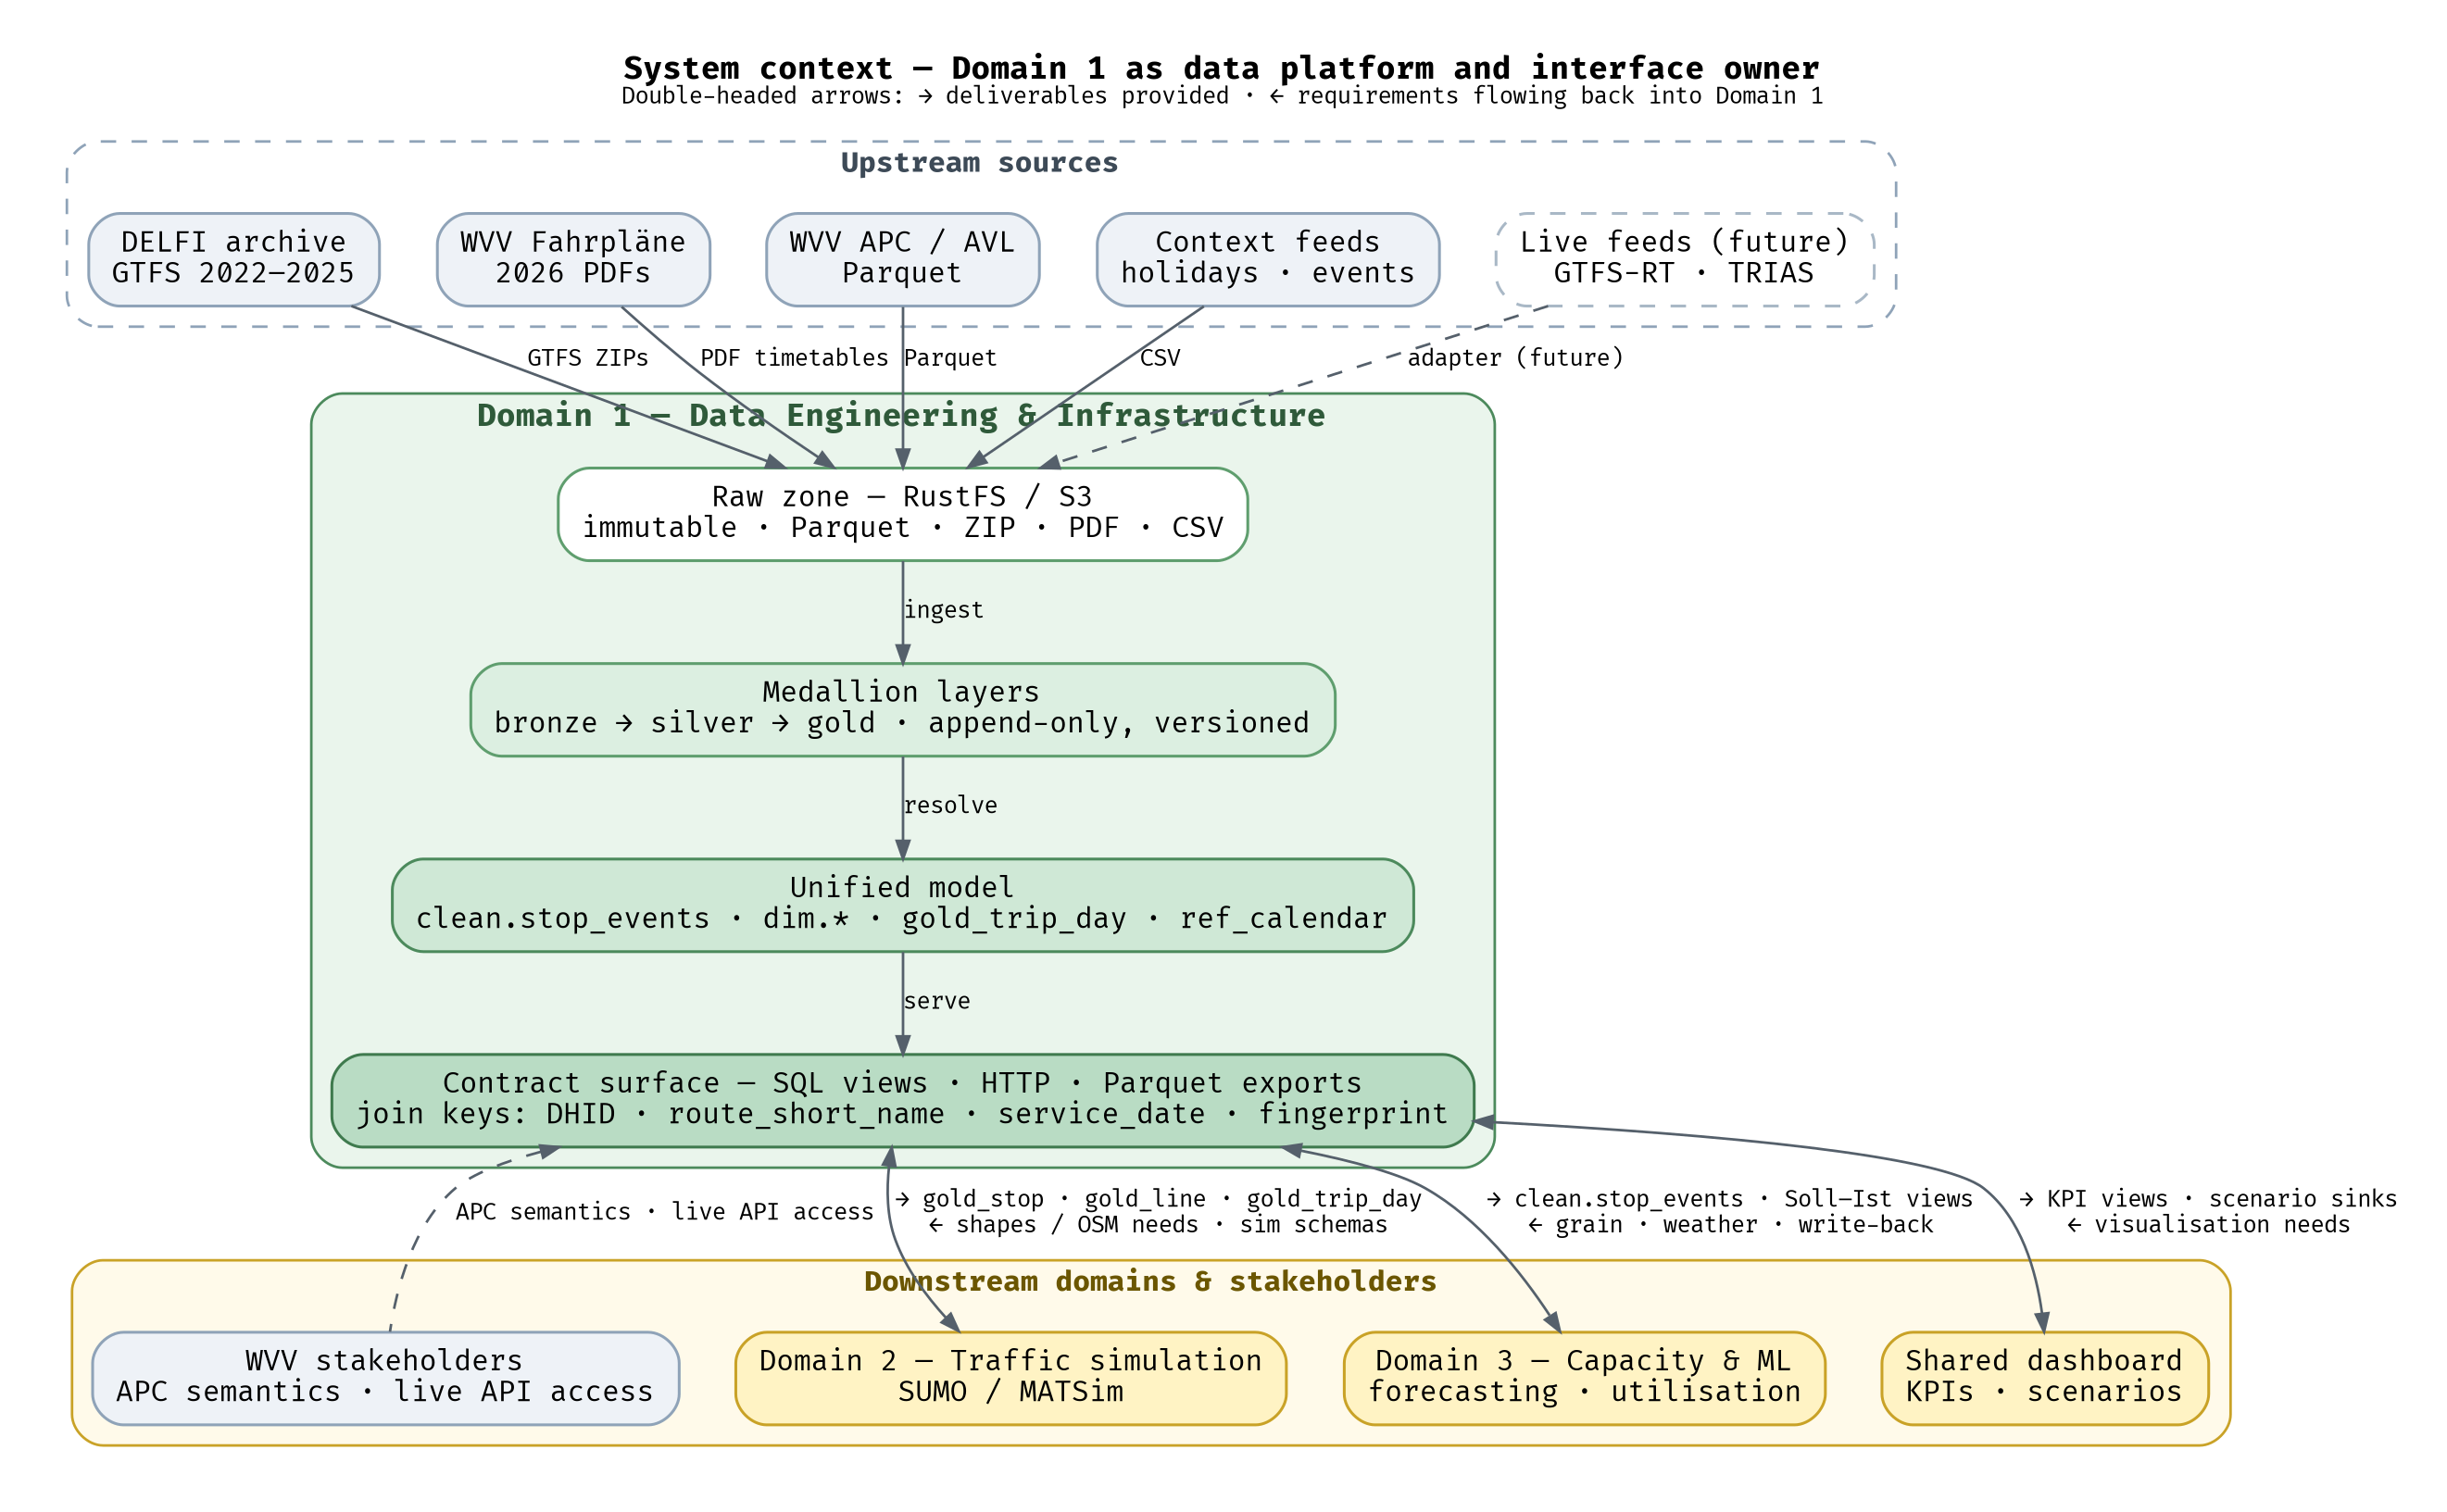 System context — Domain 1 as data platform and interface owner
Double-headed arrows: → deliverables provided · ← requirements flowing back into Domain 1
Upstream sources
DELFI archive
GTFS 2022–2025
WVV Fahrpläne
2026 PDFs
WVV APC / AVL
Parquet
Context feeds
holidays · events
Live feeds (future)
GTFS-RT · TRIAS
GTFS ZIPs
PDF timetables
Parquet
CSV
adapter (future)
Domain 1 — Data Engineering & Infrastructure
Raw zone — RustFS / S3
immutable · Parquet · ZIP · PDF · CSV
ingest
Medallion layers
bronze → silver → gold · append-only, versioned
resolve
Unified model
clean.stop_events · dim.* · gold_trip_day · ref_calendar
serve
Contract surface — SQL views · HTTP · Parquet exports
join keys: DHID · route_short_name · service_date · fingerprint
APC semantics · live API access
→ gold_stop · gold_line · gold_trip_day
← shapes / OSM needs · sim schemas
→ clean.stop_events · Soll–Ist views
← grain · weather · write-back
→ KPI views · scenario sinks
← visualisation needs
Downstream domains & stakeholders
WVV stakeholders
APC semantics · live API access
Domain 2 — Traffic simulation
SUMO / MATSim
Domain 3 — Capacity & ML
forecasting · utilisation
Shared dashboard
KPIs · scenarios